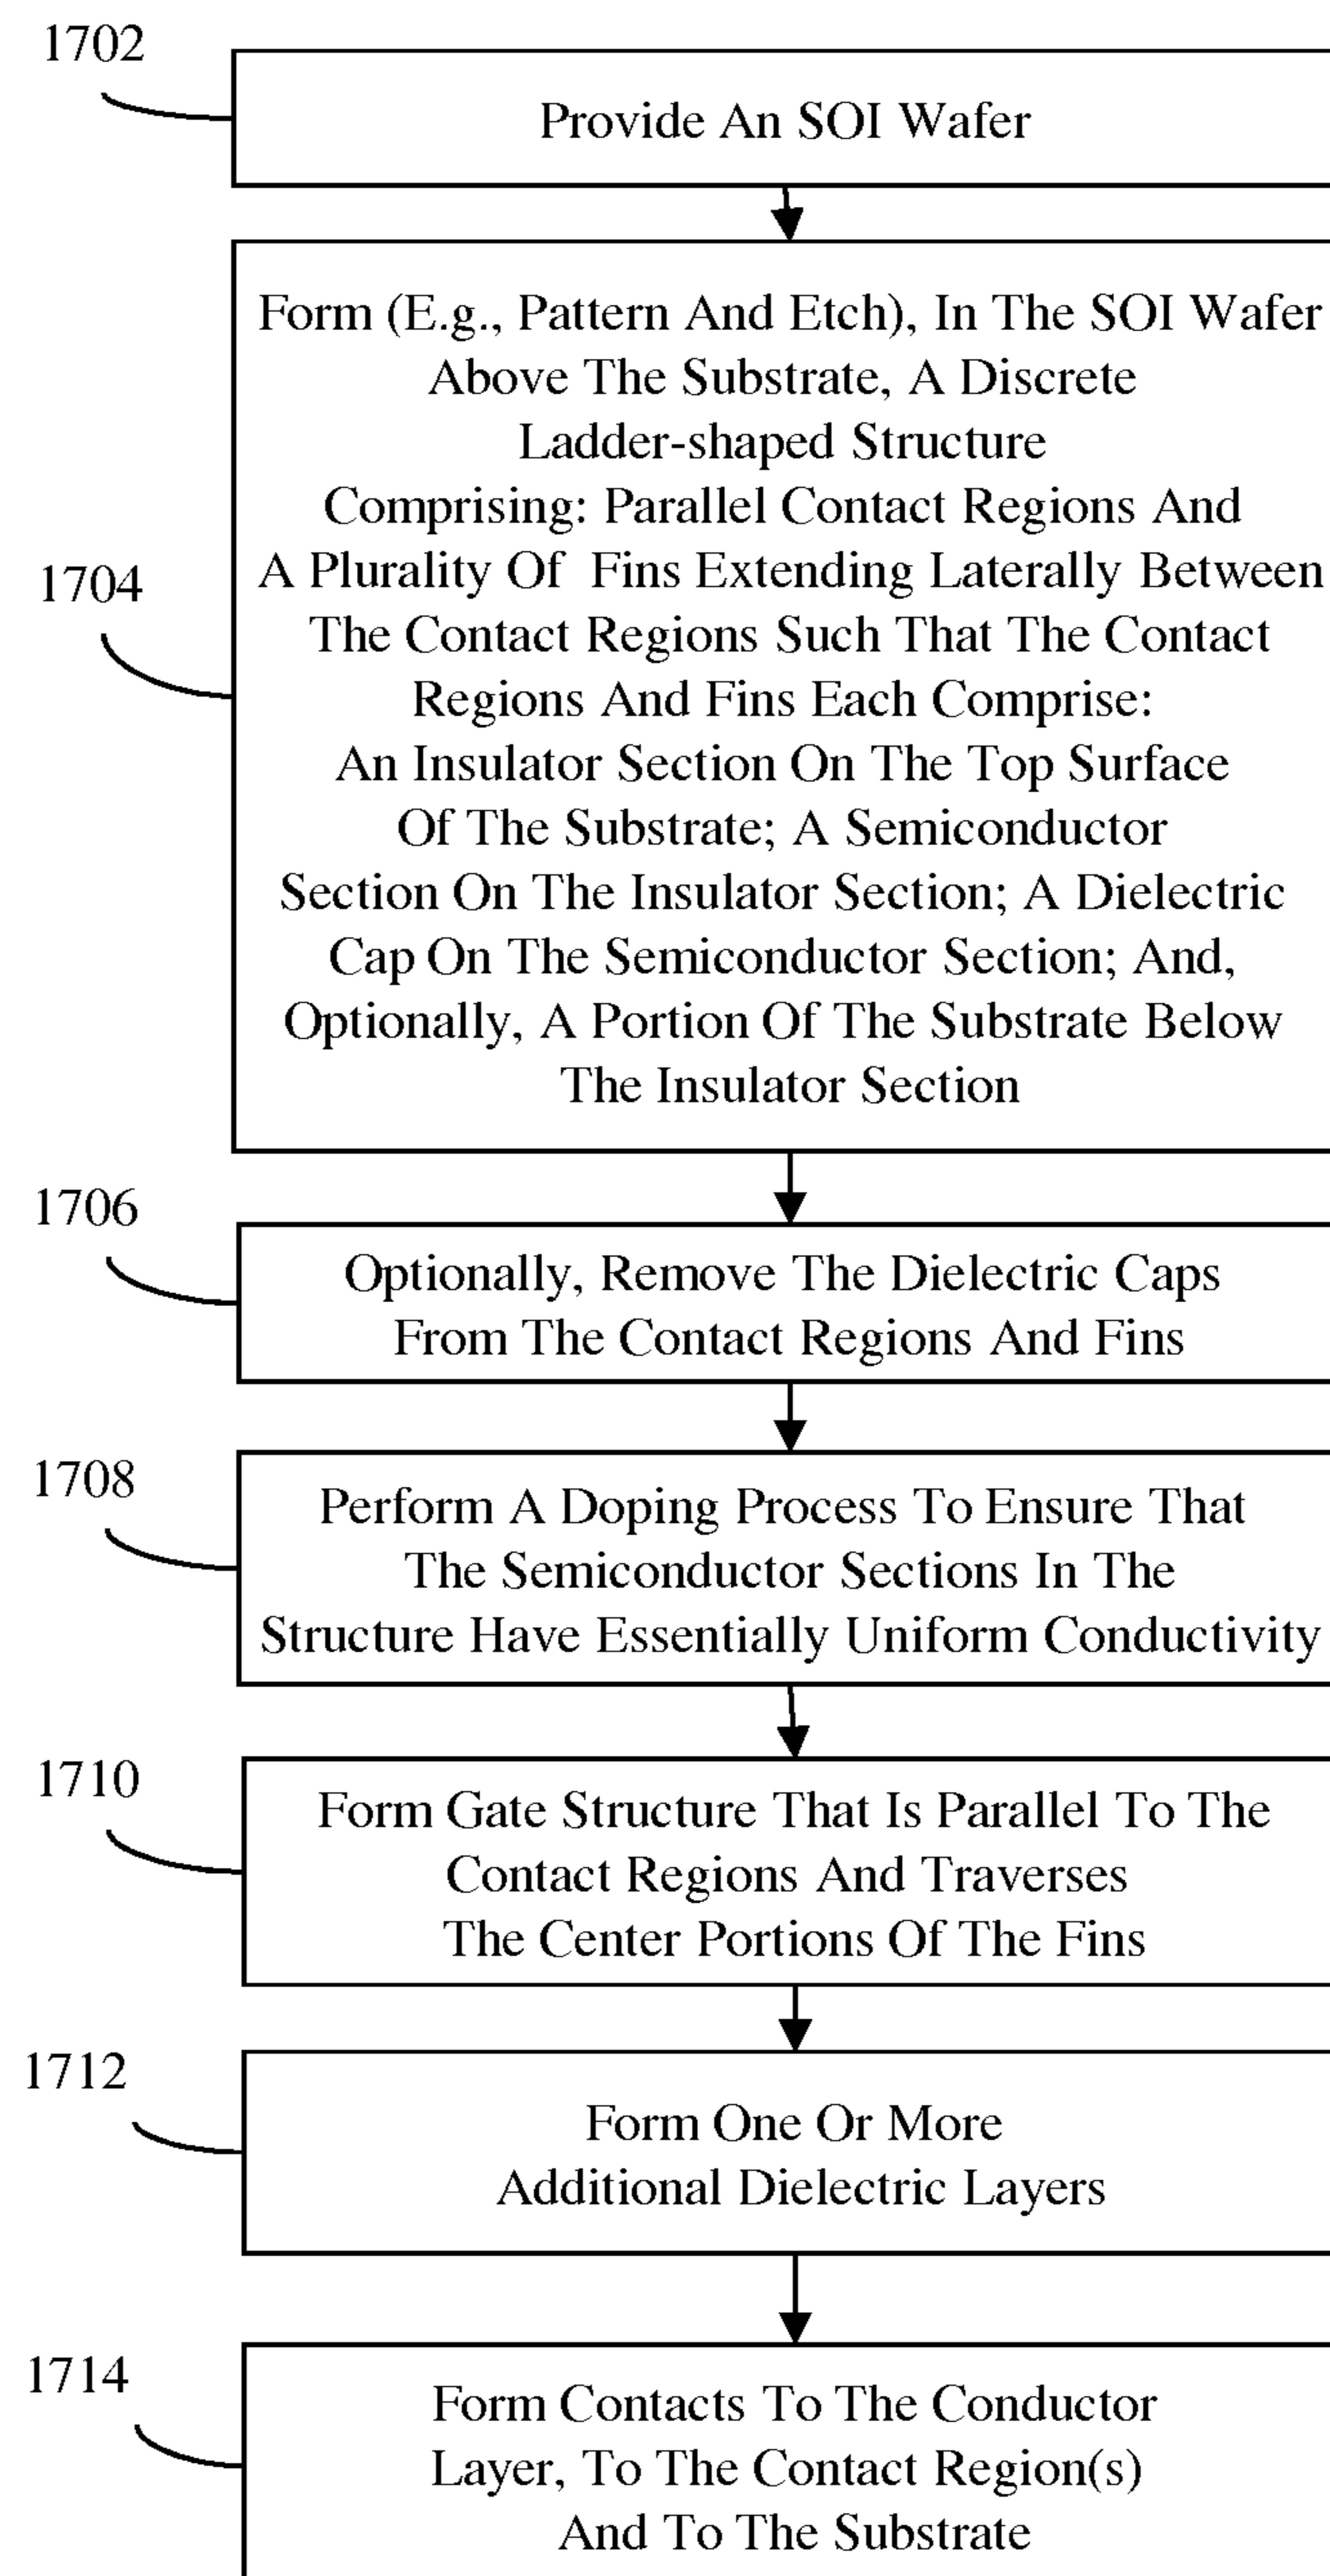 1702
Provide An SOI Wafer
1704
Form (E.g., Pattern And Etch), In The SOI Wafer
Above The Substrate, A Discrete
Ladder-shaped Structure
Comprising: Parallel Contact Regions And
A Plurality Of Fins Extending Laterally Between
The Contact Regions Such That The Contact
Regions And Fins Each Comprise:
An Insulator Section On The Top Surface
Of The Substrate; A Semiconductor
Section On The Insulator Section; A Dielectric
Cap On The Semiconductor Section; And,
Optionally, A Portion Of The Substrate Below
The Insulator Section
1706
Optionally, Remove The Dielectric Caps
From The Contact Regions And Fins
1708
Perform A Doping Process To Ensure That
The Semiconductor Sections In The
Structure Have Essentially Uniform Conductivity
1710
Form Gate Structure That Is Parallel To The
Contact Regions And Traverses
The Center Portions Of The Fins
1712
Form One Or More
Additional Dielectric Layers
1714
Form Contacts To The Conductor
Layer, To The Contact Region(s)
And To The Substrate